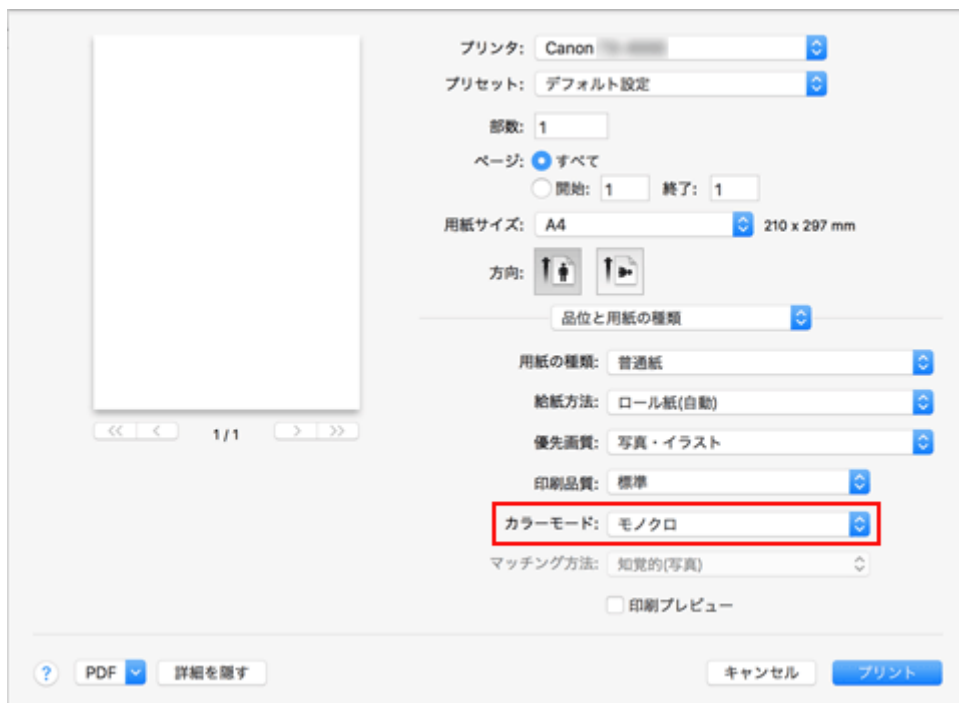 プリンタ: Canon
プリセット: デフォルト設定
部数: 1
ページ: すべて
開始: 1 終了: 1
用紙サイズ: A4 210 x 297 mm
方向:
品位と用紙の種類
用紙の種類: 普通紙
給紙方法: ロール紙(自動)
優先画質: 写真・イラスト
印刷品質: 標準
カラーモード: モノクロ
マッチング方法: 知覚的(写真)
印刷プレビュー
<< < 1 / 1 > >>
? PDF 詳細を隠す キャンセル プリント